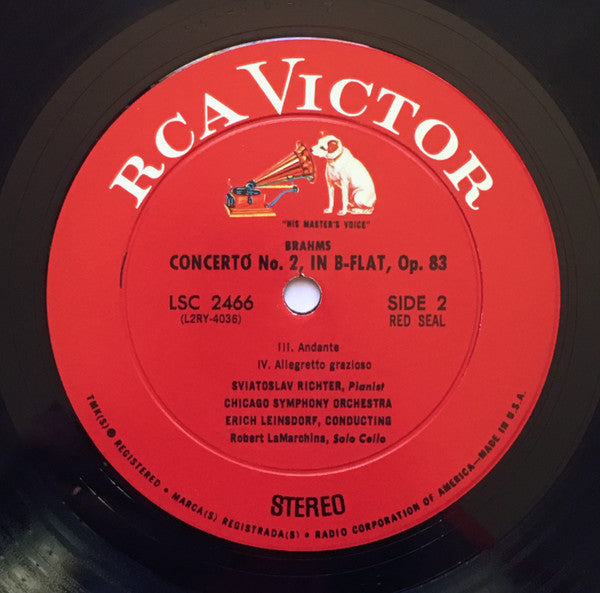 RCA VICTOR
"HIS MASTER'S VOICE"
BRAHMS
CONCERTO No. 2, IN B-FLAT, Op. 83
LSC 2466 SIDE 2
(L2RY-4036) RED SEAL
III. Andante
IV. Allegretto grazioso
SVIATOSLAV RICHTER, Pianist
CHICAGO SYMPHONY ORCHESTRA
ERICH LEINSDORF, CONDUCTING
Robert LaMarchina, Solo Cello
STEREO
TMK(S) ® REGISTERED • MARCA(S) REGISTRADA(S) • RADIO CORPORATION OF AMERICA—MADE IN U.S.A.